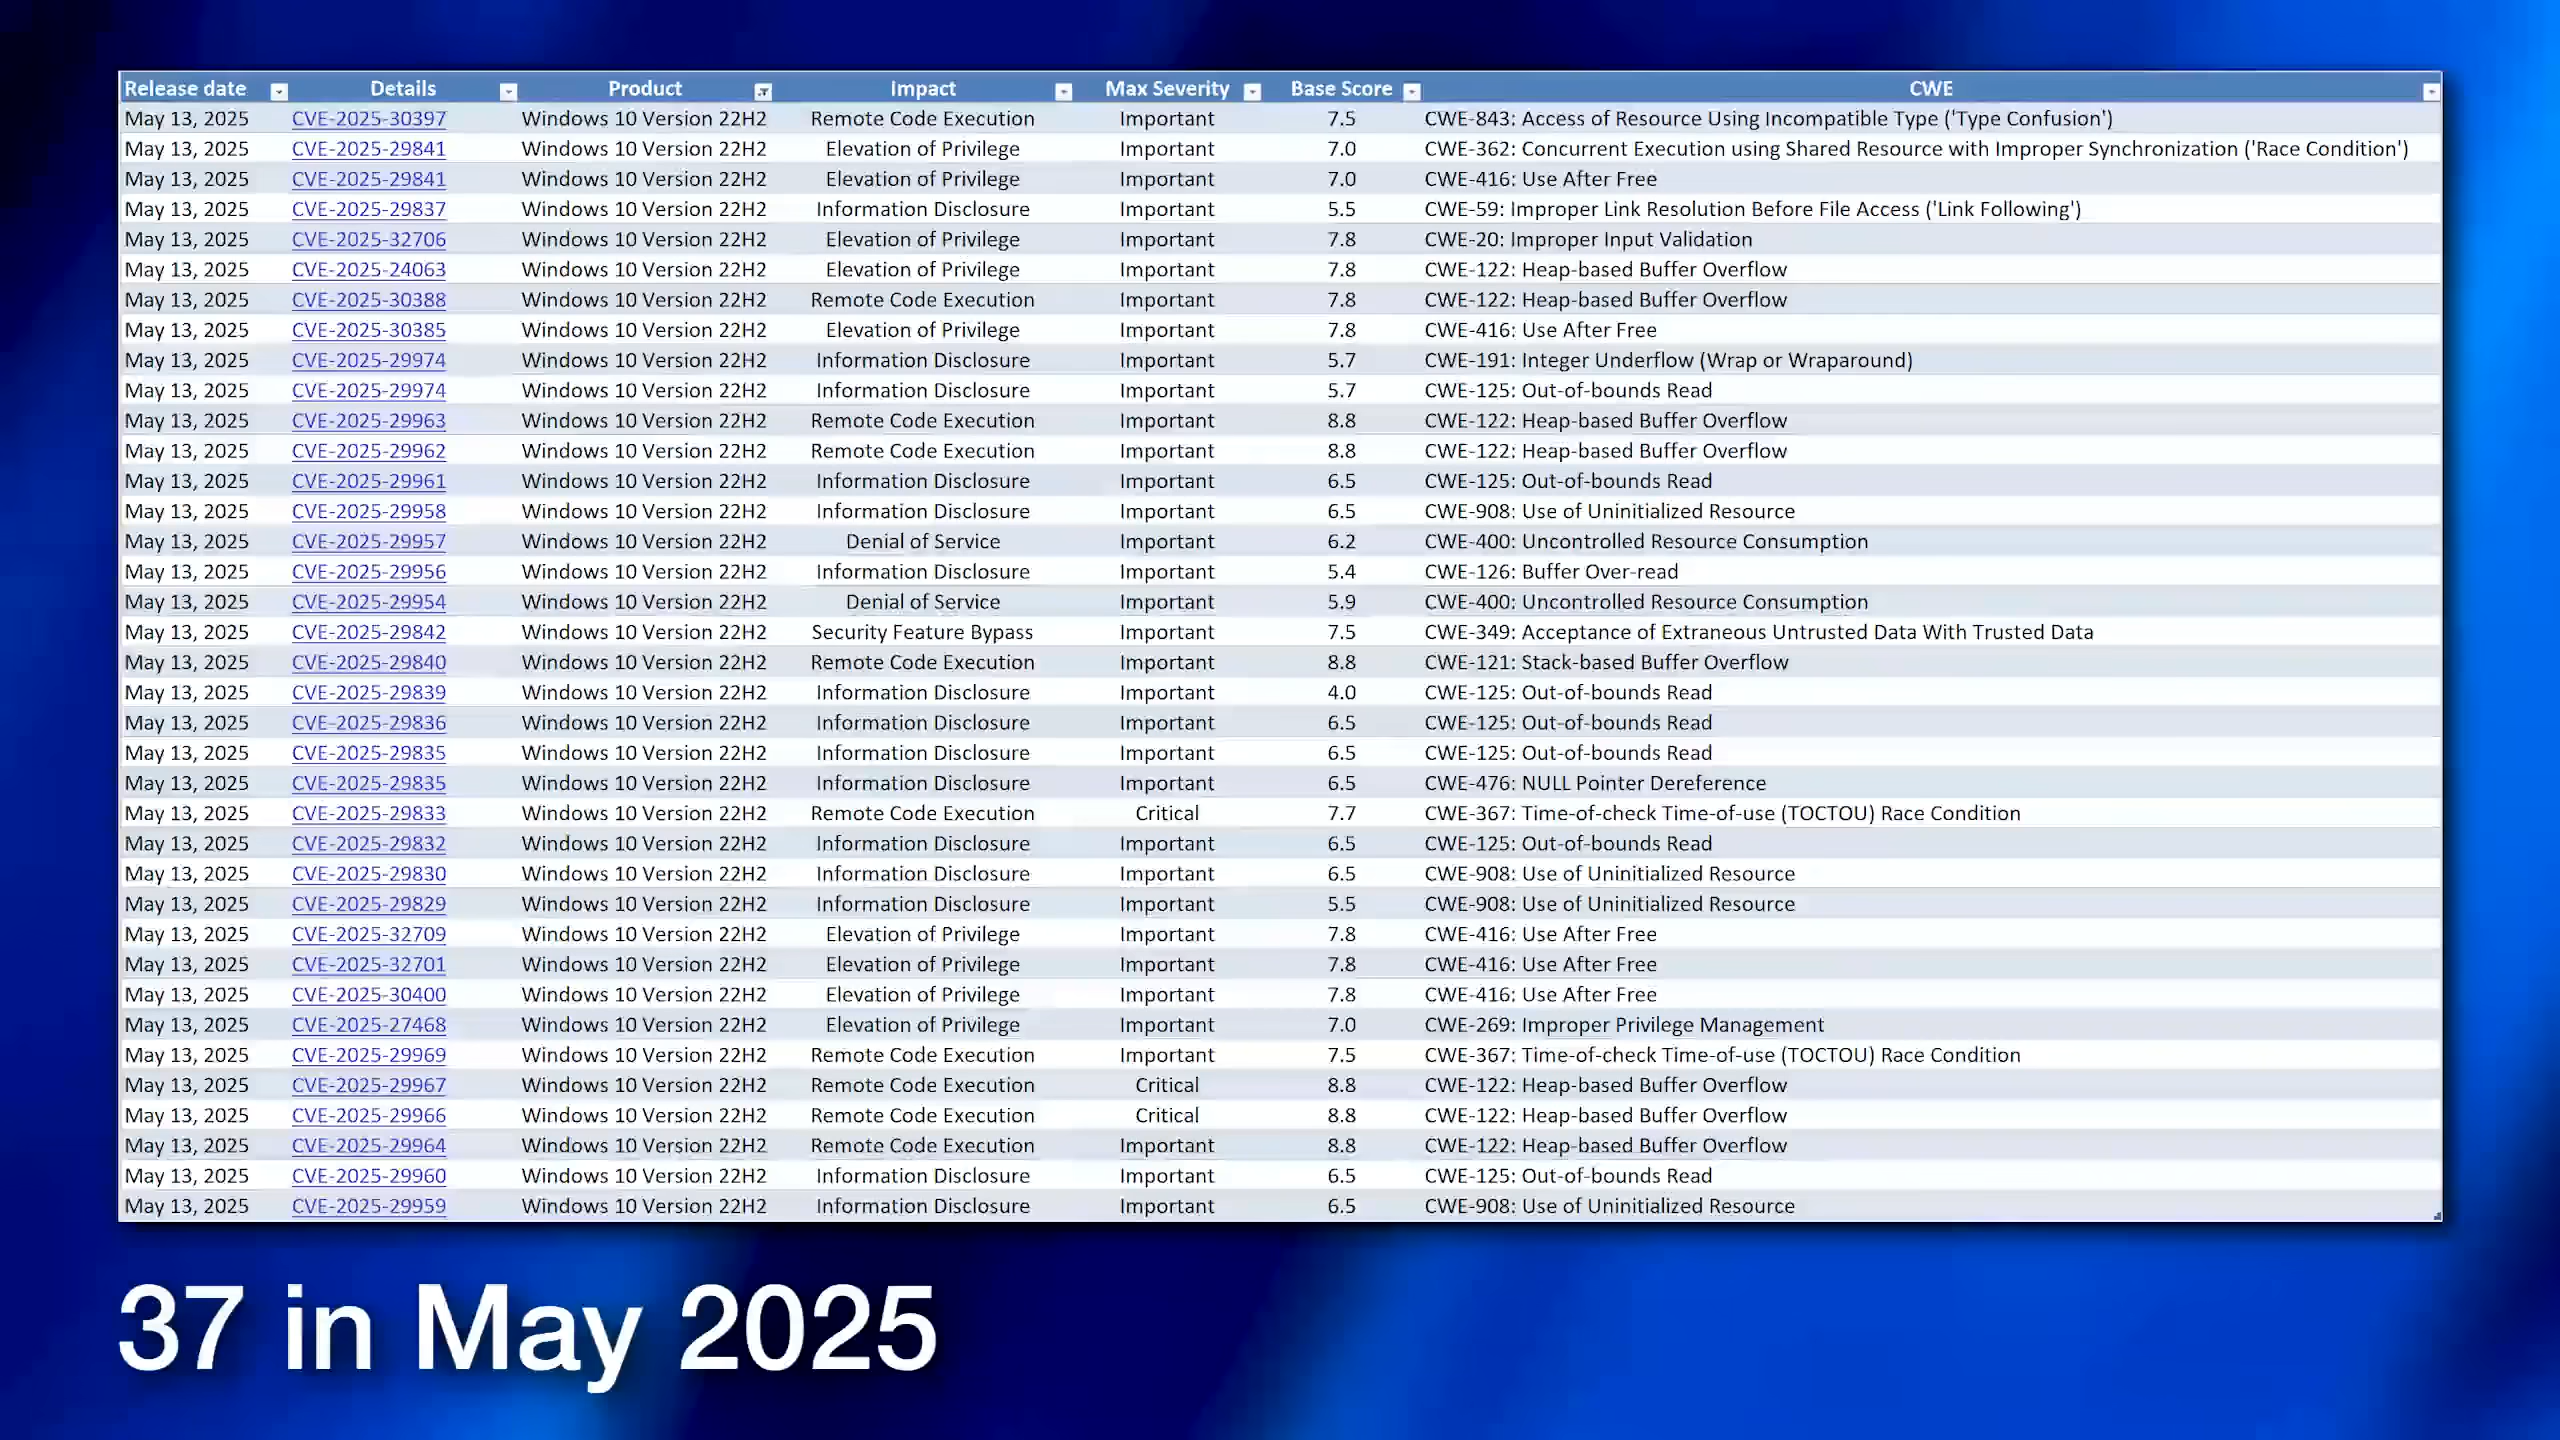 Release date Details Product Impact Max Severity Base Score CWE
May 13, 2025 CVE-2025-30397 Windows 10 Version 22H2 Remote Code Execution Important 7.5 CWE-843: Access of Resource Using Incompatible Type ('Type Confusion')
May 13, 2025 CVE-2025-29841 Windows 10 Version 22H2 Elevation of Privilege Important 7.0 CWE-362: Concurrent Execution using Shared Resource with Improper Synchronization ('Race Condition')
May 13, 2025 CVE-2025-29841 Windows 10 Version 22H2 Elevation of Privilege Important 7.0 CWE-416: Use After Free
May 13, 2025 CVE-2025-29837 Windows 10 Version 22H2 Information Disclosure Important 5.5 CWE-59: Improper Link Resolution Before File Access ('Link Following')
May 13, 2025 CVE-2025-32706 Windows 10 Version 22H2 Elevation of Privilege Important 7.8 CWE-20: Improper Input Validation
May 13, 2025 CVE-2025-24063 Windows 10 Version 22H2 Elevation of Privilege Important 7.8 CWE-122: Heap-based Buffer Overflow
May 13, 2025 CVE-2025-30388 Windows 10 Version 22H2 Remote Code Execution Important 7.8 CWE-122: Heap-based Buffer Overflow
May 13, 2025 CVE-2025-30385 Windows 10 Version 22H2 Elevation of Privilege Important 7.8 CWE-416: Use After Free
May 13, 2025 CVE-2025-29974 Windows 10 Version 22H2 Information Disclosure Important 5.7 CWE-191: Integer Underflow (Wrap or Wraparound)
May 13, 2025 CVE-2025-29974 Windows 10 Version 22H2 Information Disclosure Important 5.7 CWE-125: Out-of-bounds Read
May 13, 2025 CVE-2025-29963 Windows 10 Version 22H2 Remote Code Execution Important 8.8 CWE-122: Heap-based Buffer Overflow
May 13, 2025 CVE-2025-29962 Windows 10 Version 22H2 Remote Code Execution Important 8.8 CWE-122: Heap-based Buffer Overflow
May 13, 2025 CVE-2025-29961 Windows 10 Version 22H2 Information Disclosure Important 6.5 CWE-125: Out-of-bounds Read
May 13, 2025 CVE-2025-29958 Windows 10 Version 22H2 Information Disclosure Important 6.5 CWE-908: Use of Uninitialized Resource
May 13, 2025 CVE-2025-29957 Windows 10 Version 22H2 Denial of Service Important 6.2 CWE-400: Uncontrolled Resource Consumption
May 13, 2025 CVE-2025-29956 Windows 10 Version 22H2 Information Disclosure Important 5.4 CWE-126: Buffer Over-read
May 13, 2025 CVE-2025-29954 Windows 10 Version 22H2 Denial of Service Important 5.9 CWE-400: Uncontrolled Resource Consumption
May 13, 2025 CVE-2025-29842 Windows 10 Version 22H2 Security Feature Bypass Important 7.5 CWE-349: Acceptance of Extraneous Untrusted Data With Trusted Data
May 13, 2025 CVE-2025-29840 Windows 10 Version 22H2 Remote Code Execution Important 8.8 CWE-121: Stack-based Buffer Overflow
May 13, 2025 CVE-2025-29839 Windows 10 Version 22H2 Information Disclosure Important 4.0 CWE-125: Out-of-bounds Read
May 13, 2025 CVE-2025-29836 Windows 10 Version 22H2 Information Disclosure Important 6.5 CWE-125: Out-of-bounds Read
May 13, 2025 CVE-2025-29835 Windows 10 Version 22H2 Information Disclosure Important 6.5 CWE-125: Out-of-bounds Read
May 13, 2025 CVE-2025-29835 Windows 10 Version 22H2 Information Disclosure Important 6.5 CWE-476: NULL Pointer Dereference
May 13, 2025 CVE-2025-29833 Windows 10 Version 22H2 Remote Code Execution Critical 7.7 CWE-367: Time-of-check Time-of-use (TOCTOU) Race Condition
May 13, 2025 CVE-2025-29832 Windows 10 Version 22H2 Information Disclosure Important 6.5 CWE-125: Out-of-bounds Read
May 13, 2025 CVE-2025-29830 Windows 10 Version 22H2 Information Disclosure Important 6.5 CWE-908: Use of Uninitialized Resource
May 13, 2025 CVE-2025-29829 Windows 10 Version 22H2 Information Disclosure Important 5.5 CWE-908: Use of Uninitialized Resource
May 13, 2025 CVE-2025-32709 Windows 10 Version 22H2 Elevation of Privilege Important 7.8 CWE-416: Use After Free
May 13, 2025 CVE-2025-32701 Windows 10 Version 22H2 Elevation of Privilege Important 7.8 CWE-416: Use After Free
May 13, 2025 CVE-2025-30400 Windows 10 Version 22H2 Elevation of Privilege Important 7.8 CWE-416: Use After Free
May 13, 2025 CVE-2025-27468 Windows 10 Version 22H2 Elevation of Privilege Important 7.0 CWE-269: Improper Privilege Management
May 13, 2025 CVE-2025-29969 Windows 10 Version 22H2 Remote Code Execution Important 7.5 CWE-367: Time-of-check Time-of-use (TOCTOU) Race Condition
May 13, 2025 CVE-2025-29967 Windows 10 Version 22H2 Remote Code Execution Critical 8.8 CWE-122: Heap-based Buffer Overflow
May 13, 2025 CVE-2025-29966 Windows 10 Version 22H2 Remote Code Execution Critical 8.8 CWE-122: Heap-based Buffer Overflow
May 13, 2025 CVE-2025-29964 Windows 10 Version 22H2 Remote Code Execution Important 8.8 CWE-122: Heap-based Buffer Overflow
May 13, 2025 CVE-2025-29960 Windows 10 Version 22H2 Information Disclosure Important 6.5 CWE-125: Out-of-bounds Read
May 13, 2025 CVE-2025-29959 Windows 10 Version 22H2 Information Disclosure Important 6.5 CWE-908: Use of Uninitialized Resource
37 in May 2025